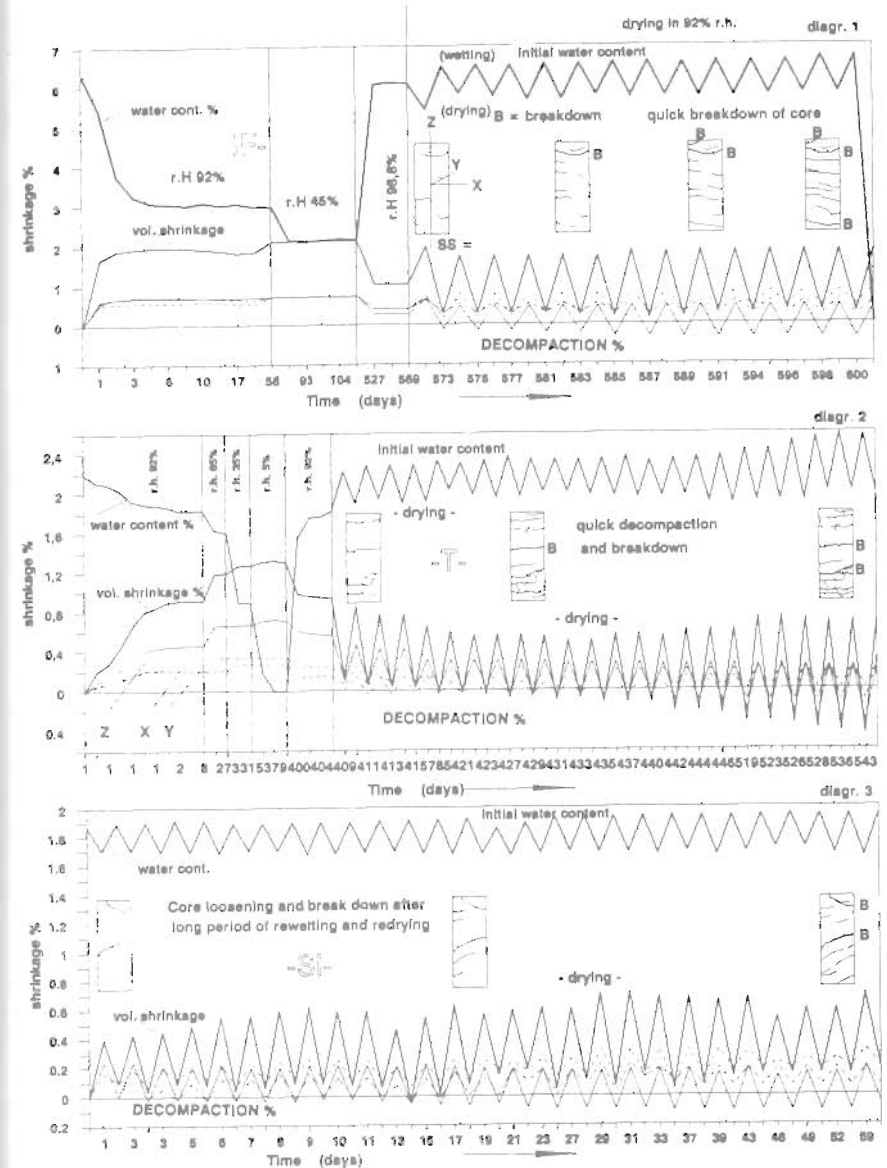 drying in 92% r.h.
diagr. 1
7
6
5
4
3
2
1
0
1
shrinkage %
(wetting)
initial water content
water cont. %
(drying)
B = breakdown
quick breakdown of core
Z
Y
X
B
B
B
B
B
B
r.H 92%
r.H 45%
r.H 96,8%
vol. shrinkage
SS =
DECOMPACTION %
1 3 6 10 17 56 93 104 527 569 573 575 577 581 583 585 587 589 591 594 596 598 600
Time (days)
diagr. 2
2,4
2
1,6
1,2
0,8
0,4
0
0.4
shrinkage %
r.h. 92%
r.h. 85%
r.h. 35%
r.h. 5%
r.h. 92%
initial water content
water content %
- drying -
quick decompaction
and breakdown
B
B
B
-T-
vol. shrinkage %
- drying -
Z X Y
DECOMPACTION %
Time (days)
diagr. 3
2
1.8
1.6
1.4
1.2
1
0.8
0.6
0.4
0.2
0
0.2
shrinkage %
initial water content
water cont.
Core loosening and break down after
long period of rewetting and redrying
B
B
-SI-
- drying -
vol. shrinkage
DECOMPACTION %
1 3 3 5 6 7 8 9 10 11 13 15 17 19 21 23 27 29 31 33 37 39 43 46 49 52 59
Time (days)